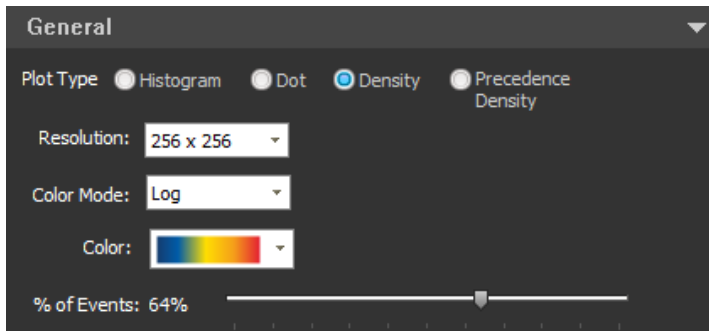 General
Plot Type Histogram Dot Density Precedence Density
Resolution: 256 x 256
Color Mode: Log
Color:
% of Events: 64%